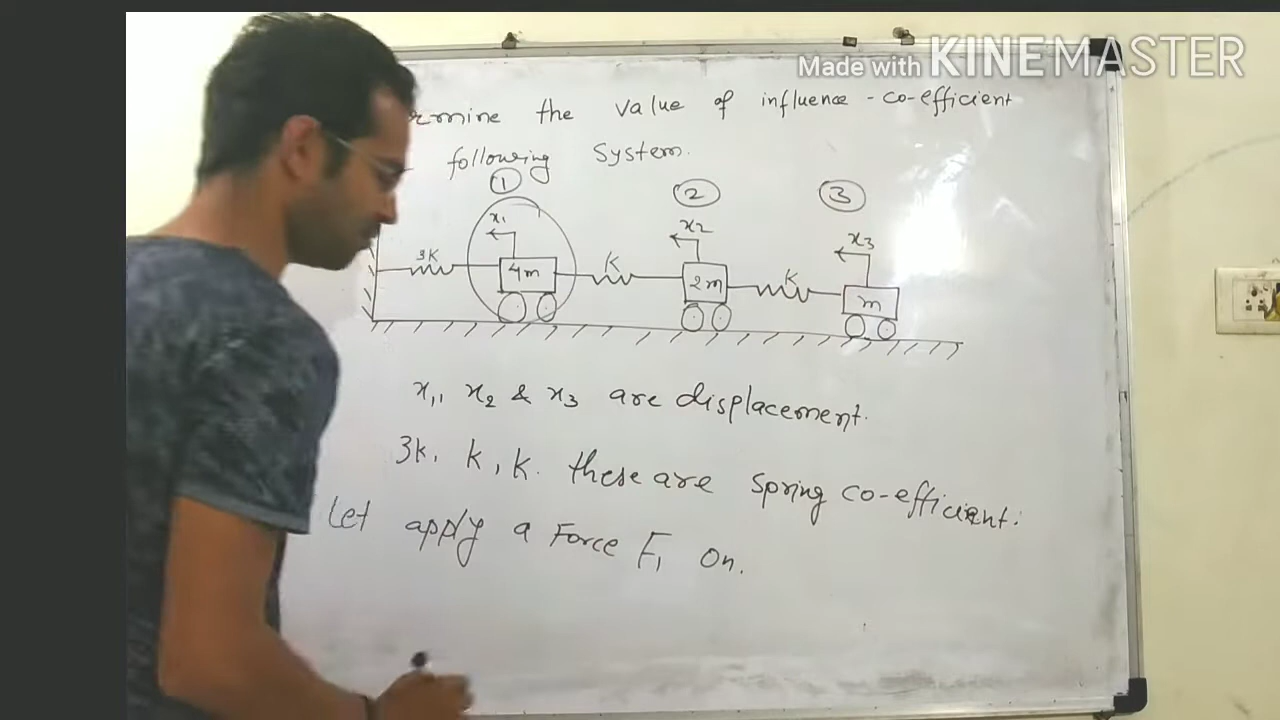 Made with KINEMASTER
the value of influence - co-efficient
following system.
① ② ③
x₁ x2 x3
3K 4m K 2m K m
x₁, x2 & x3 are displacement.
3k, k, k. these are spring co-efficient.
Let apply a Force F₁ on.